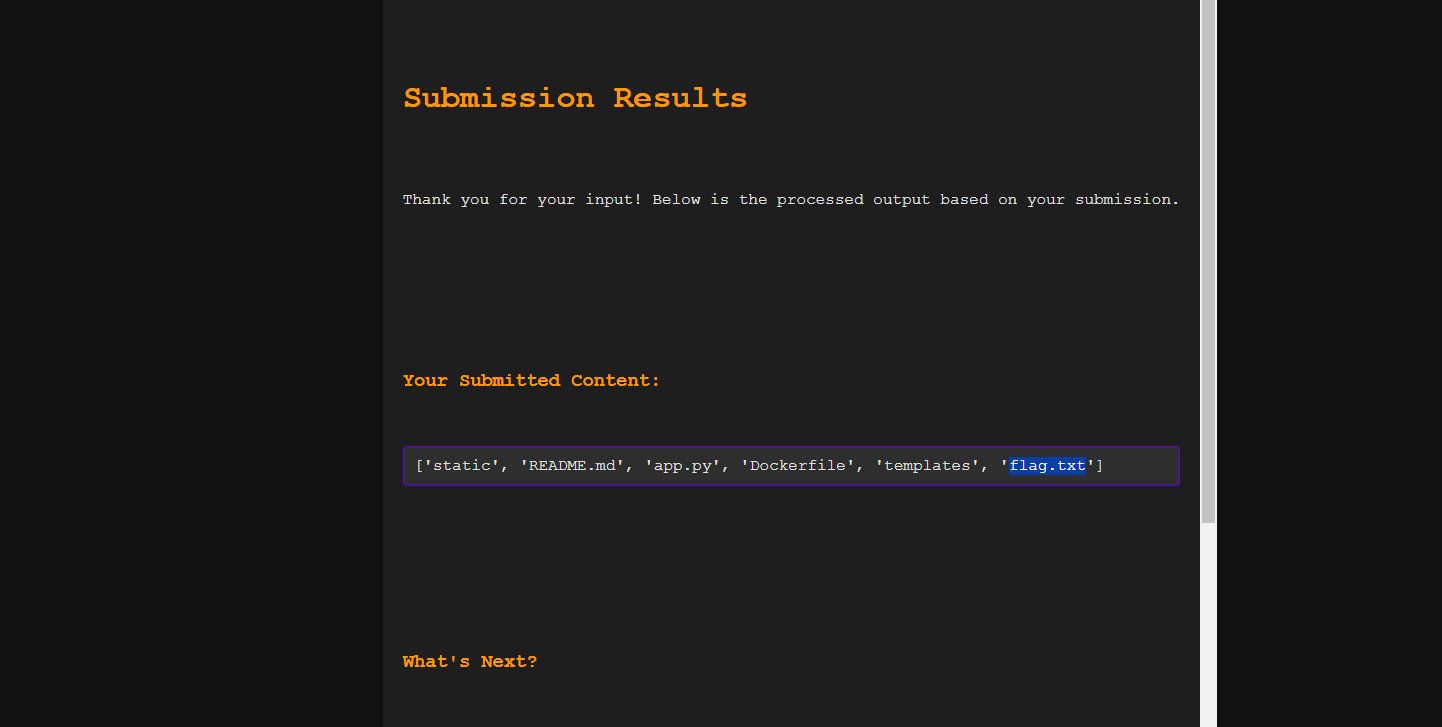 Submission Results
Thank you for your input! Below is the processed output based on your submission.
Your Submitted Content:
['static', 'README.md', 'app.py', 'Dockerfile', 'templates', 'flag.txt']
What's Next?